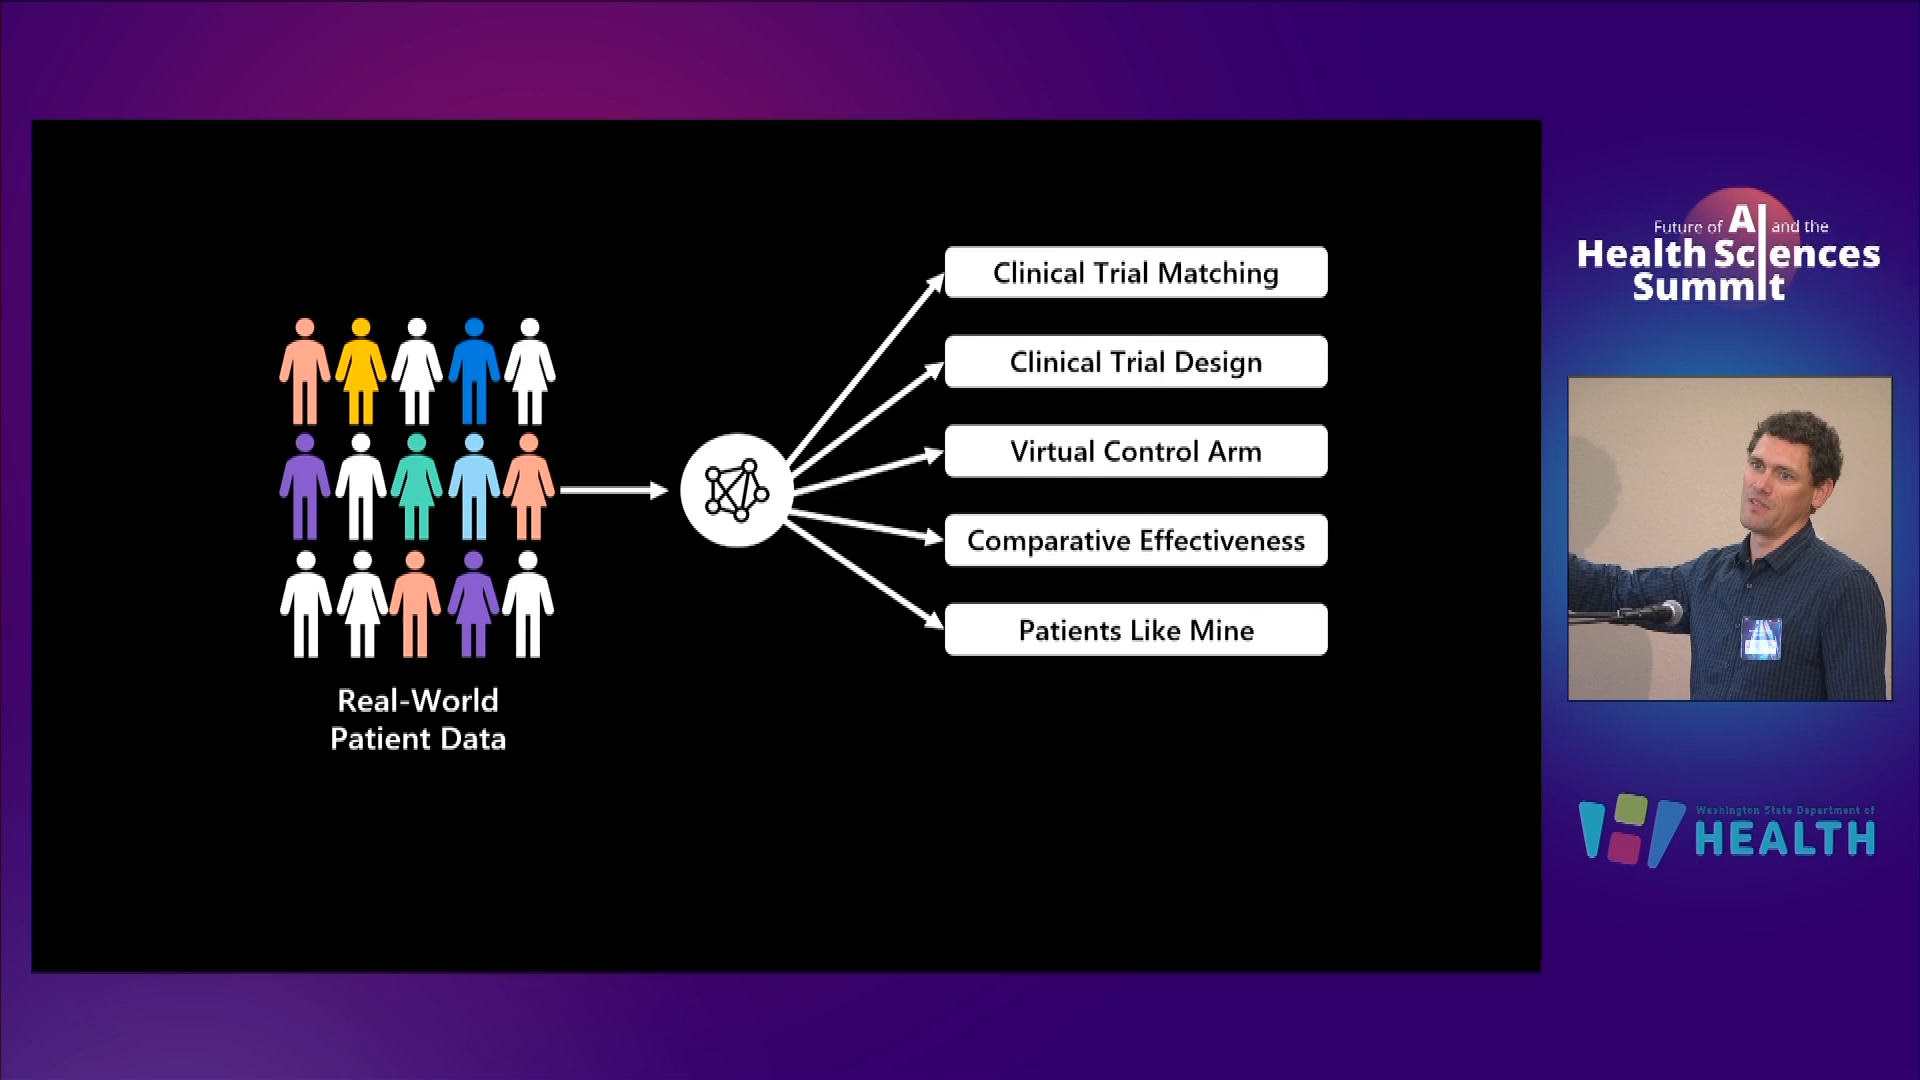 Clinical Trial Matching
Clinical Trial Design
Virtual Control Arm
Comparative Effectiveness
Patients Like Mine
Real-World
Patient Data
Future of AI and the
Health Sciences
Summit
Washington State Department of
HEALTH